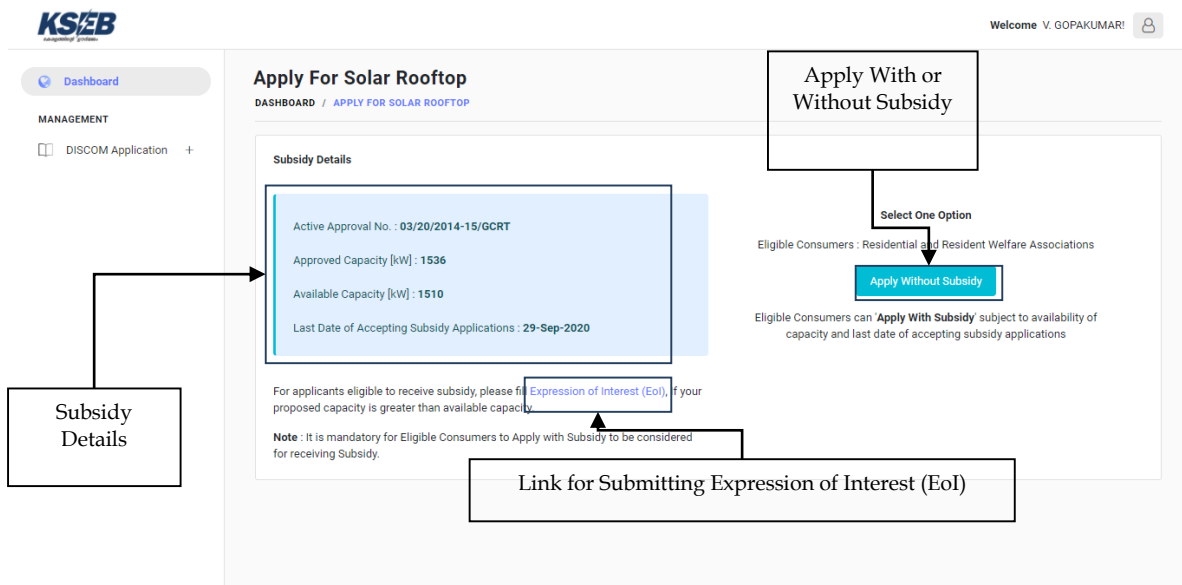 KSEB
Welcome V. GOPAKUMAR!
Dashboard
MANAGEMENT
DISCOM Application +
Apply For Solar Rooftop
DASHBOARD / APPLY FOR SOLAR ROOFTOP
Apply With or
Without Subsidy
Subsidy Details
Active Approval No. : 03/20/2014-15/GCRT
Approved Capacity [kW] : 1536
Available Capacity [kW] : 1510
Last Date of Accepting Subsidy Applications : 29-Sep-2020
Select One Option
Eligible Consumers : Residential and Resident Welfare Associations
Apply Without Subsidy
Eligible Consumers can 'Apply With Subsidy' subject to availability of
capacity and last date of accepting subsidy applications
For applicants eligible to receive subsidy, please fill Expression of Interest (EoI), if your
proposed capacity is greater than available capacity.
Note : It is mandatory for Eligible Consumers to Apply with Subsidy to be considered
for receiving Subsidy.
Subsidy
Details
Link for Submitting Expression of Interest (EoI)